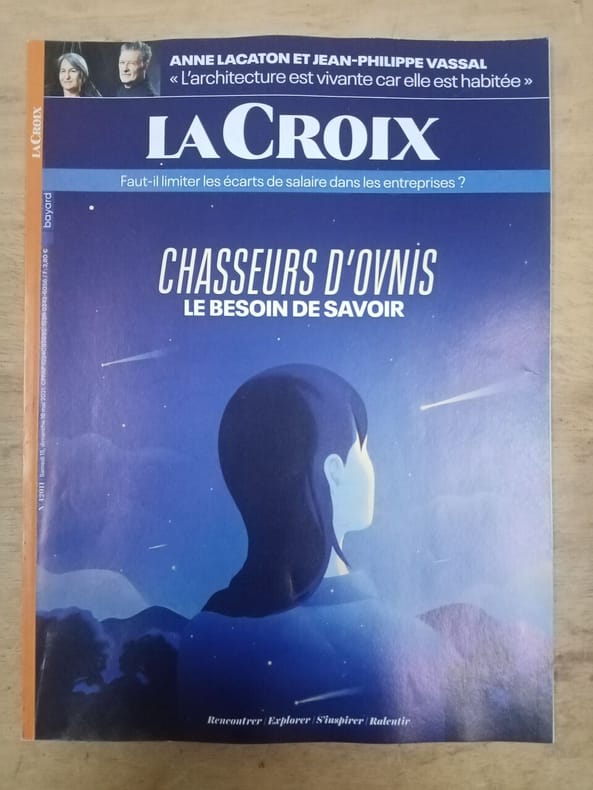 ANNE LACATON ET JEAN-PHILIPPE VASSAL
« L'architecture est vivante car elle est habitée »
LA CROIX
Faut-il limiter les écarts de salaire dans les entreprises ?
CHASSEURS D'OVNIS
LE BESOIN DE SAVOIR
Rencontrer / Explorer / S'inspirer / Ralentir
LA CROIX
bayard